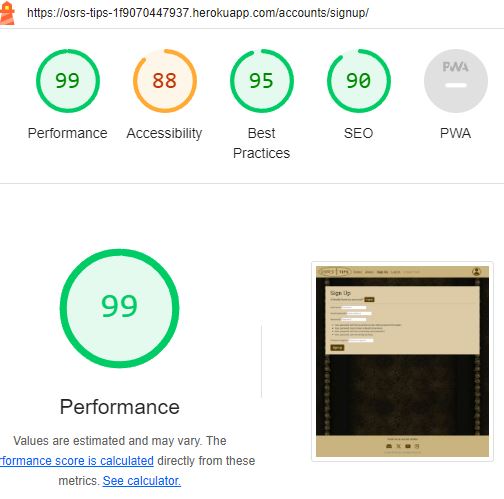 https://osrs-tips-1f9070447937.herokuapp.com/accounts/signup/
99
88
95
90
PWA
Performance
Accessibility
Best
Practices
SEO
PWA
99
Performance
Values are estimated and may vary. The
rformance score is calculated directly from these
metrics. See calculator.
Sign Up